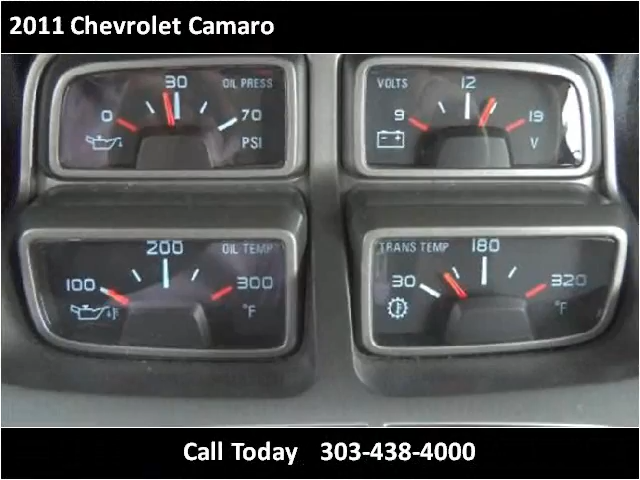 2011 Chevrolet Camaro
30 OIL PRESS
0 70
PSI
VOLTS 12
9 19
V
200 OIL TEMP
100 300
°F
TRANS TEMP 180
30 320
°F
Call Today 303-438-4000